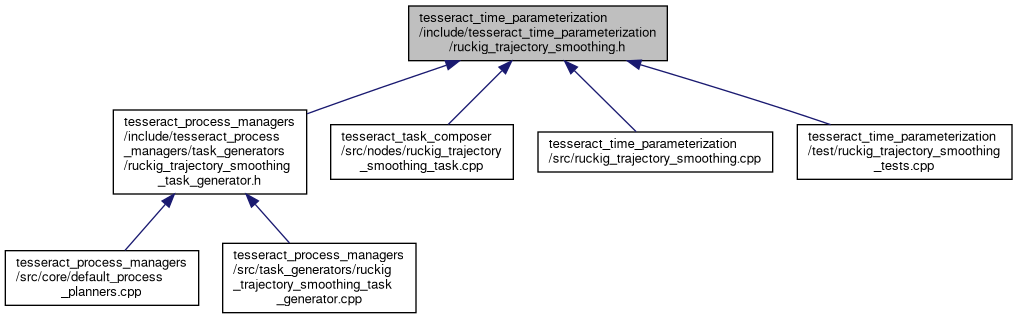 tesseract_time_parameterization
/include/tesseract_time_parameterization
/ruckig_trajectory_smoothing.h
tesseract_process_managers
/include/tesseract_process
_managers/task_generators
/ruckig_trajectory_smoothing
_task_generator.h
tesseract_task_composer
/src/nodes/ruckig_trajectory
_smoothing_task.cpp
tesseract_time_parameterization
/src/ruckig_trajectory_smoothing.cpp
tesseract_time_parameterization
/test/ruckig_trajectory_smoothing
_tests.cpp
tesseract_process_managers
/src/core/default_process
_planners.cpp
tesseract_process_managers
/src/task_generators/ruckig
_trajectory_smoothing_task
_generator.cpp